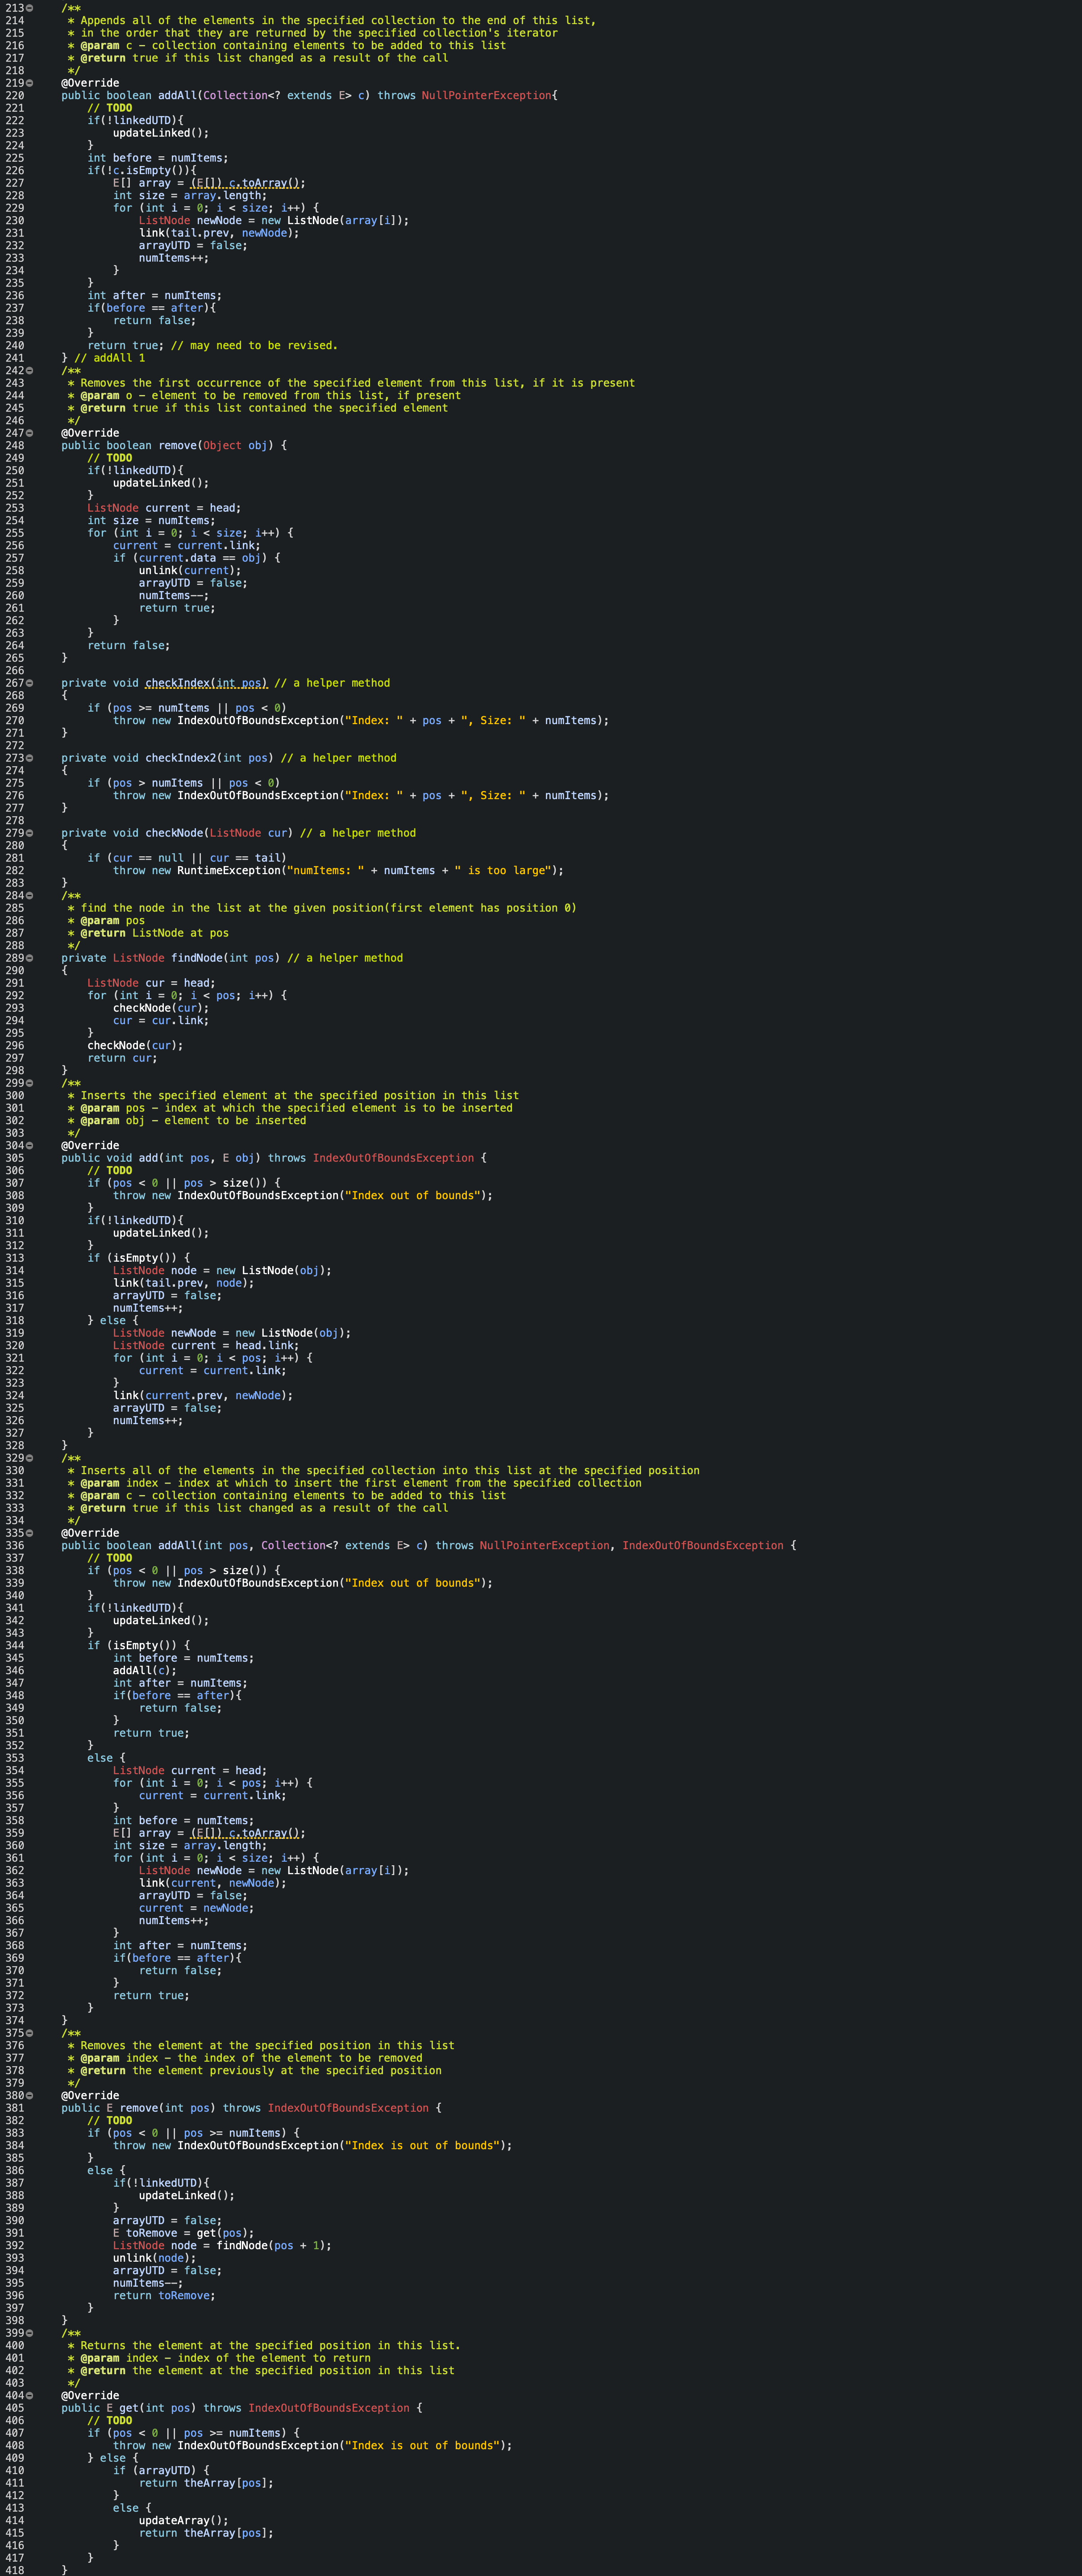 213 /**
214 * Appends all of the elements in the specified collection to the end of this list,
215 * in the order that they are returned by the specified collection's iterator
216 * @param c - collection containing elements to be added to this list
217 * @return true if this list changed as a result of the call
218 */
219 @Override
220 public boolean addAll(Collection<? extends E> c) throws NullPointerException{
221 // TODO
222 if(!linkedUTD){
223 updateLinked();
224 }
225 int before = numItems;
226 if(!c.isEmpty()){
227 E[] array = (E[]) c.toArray();
228 int size = array.length;
229 for (int i = 0; i < size; i++) {
230 ListNode newNode = new ListNode(array[i]);
231 link(tail.prev, newNode);
232 arrayUTD = false;
233 numItems++;
234 }
235 }
236 int after = numItems;
237 if(before == after){
238 return false;
239 }
240 return true; // may need to be revised.
241 } // addAll 1
242 /**
243 * Removes the first occurrence of the specified element from this list, if it is present
244 * @param o - element to be removed from this list, if present
245 * @return true if this list contained the specified element
246 */
247 @Override
248 public boolean remove(Object obj) {
249 // TODO
250 if(!linkedUTD){
251 updateLinked();
252 }
253 ListNode current = head;
254 int size = numItems;
255 for (int i = 0; i < size; i++) {
256 current = current.link;
257 if (current.data == obj) {
258 unlink(current);
259 arrayUTD = false;
260 numItems--;
261 return true;
262 }
263 }
264 return false;
265 }
266
267 private void checkIndex(int pos) // a helper method
268 {
269 if (pos >= numItems || pos < 0)
270 throw new IndexOutOfBoundsException("Index: " + pos + ", Size: " + numItems);
271 }
272
273 private void checkIndex2(int pos) // a helper method
274 {
275 if (pos > numItems || pos < 0)
276 throw new IndexOutOfBoundsException("Index: " + pos + ", Size: " + numItems);
277 }
278
279 private void checkNode(ListNode cur) // a helper method
280 {
281 if (cur == null || cur == tail)
282 throw new RuntimeException("numItems: " + numItems + " is too large");
283 }
284 /**
285 * find the node in the list at the given position(first element has position 0)
286 * @param pos
287 * @return ListNode at pos
288 */
289 private ListNode findNode(int pos) // a helper method
290 {
291 ListNode cur = head;
292 for (int i = 0; i < pos; i++) {
293 checkNode(cur);
294 cur = cur.link;
295 }
296 checkNode(cur);
297 return cur;
298 }
299 /**
300 * Inserts the specified element at the specified position in this list
301 * @param pos - index at which the specified element is to be inserted
302 * @param obj - element to be inserted
303 */
304 @Override
305 public void add(int pos, E obj) throws IndexOutOfBoundsException {
306 // TODO
307 if (pos < 0 || pos > size()) {
308 throw new IndexOutOfBoundsException("Index out of bounds");
309 }
310 if(!linkedUTD){
311 updateLinked();
312 }
313 if (isEmpty()) {
314 ListNode node = new ListNode(obj);
315 link(tail.prev, node);
316 arrayUTD = false;
317 numItems++;
318 } else {
319 ListNode newNode = new ListNode(obj);
320 ListNode current = head.link;
321 for (int i = 0; i < pos; i++) {
322 current = current.link;
323 }
324 link(current.prev, newNode);
325 arrayUTD = false;
326 numItems++;
327 }
328 }
329 /**
330 * Inserts all of the elements in the specified collection into this list at the specified position
331 * @param index - index at which to insert the first element from the specified collection
332 * @param c - collection containing elements to be added to this list
333 * @return true if this list changed as a result of the call
334 */
335 @Override
336 public boolean addAll(int pos, Collection<? extends E> c) throws NullPointerException, IndexOutOfBoundsException {
337 // TODO
338 if (pos < 0 || pos > size()) {
339 throw new IndexOutOfBoundsException("Index out of bounds");
340 }
341 if(!linkedUTD){
342 updateLinked();
343 }
344 if (isEmpty()) {
345 int before = numItems;
346 addAll(c);
347 int after = numItems;
348 if(before == after){
349 return false;
350 }
351 return true;
352 }
353 else {
354 ListNode current = head;
355 for (int i = 0; i < pos; i++) {
356 current = current.link;
357 }
358 int before = numItems;
359 E[] array = (E[]) c.toArray();
360 int size = array.length;
361 for (int i = 0; i < size; i++) {
362 ListNode newNode = new ListNode(array[i]);
363 link(current, newNode);
364 arrayUTD = false;
365 current = newNode;
366 numItems++;
367 }
368 int after = numItems;
369 if(before == after){
370 return false;
371 }
372 return true;
373 }
374 }
375 /**
376 * Removes the element at the specified position in this list
377 * @param index - the index of the element to be removed
378 * @return the element previously at the specified position
379 */
380 @Override
381 public E remove(int pos) throws IndexOutOfBoundsException {
382 // TODO
383 if (pos < 0 || pos >= numItems) {
384 throw new IndexOutOfBoundsException("Index is out of bounds");
385 }
386 else {
387 if(!linkedUTD){
388 updateLinked();
389 }
390 arrayUTD = false;
391 E toRemove = get(pos);
392 ListNode node = findNode(pos + 1);
393 unlink(node);
394 arrayUTD = false;
395 numItems--;
396 return toRemove;
397 }
398 }
399 /**
400 * Returns the element at the specified position in this list.
401 * @param index - index of the element to return
402 * @return the element at the specified position in this list
403 */
404 @Override
405 public E get(int pos) throws IndexOutOfBoundsException {
406 // TODO
407 if (pos < 0 || pos >= numItems) {
408 throw new IndexOutOfBoundsException("Index is out of bounds");
409 } else {
410 if (arrayUTD) {
411 return theArray[pos];
412 }
413 else {
414 updateArray();
415 return theArray[pos];
416 }
417 }
418 }